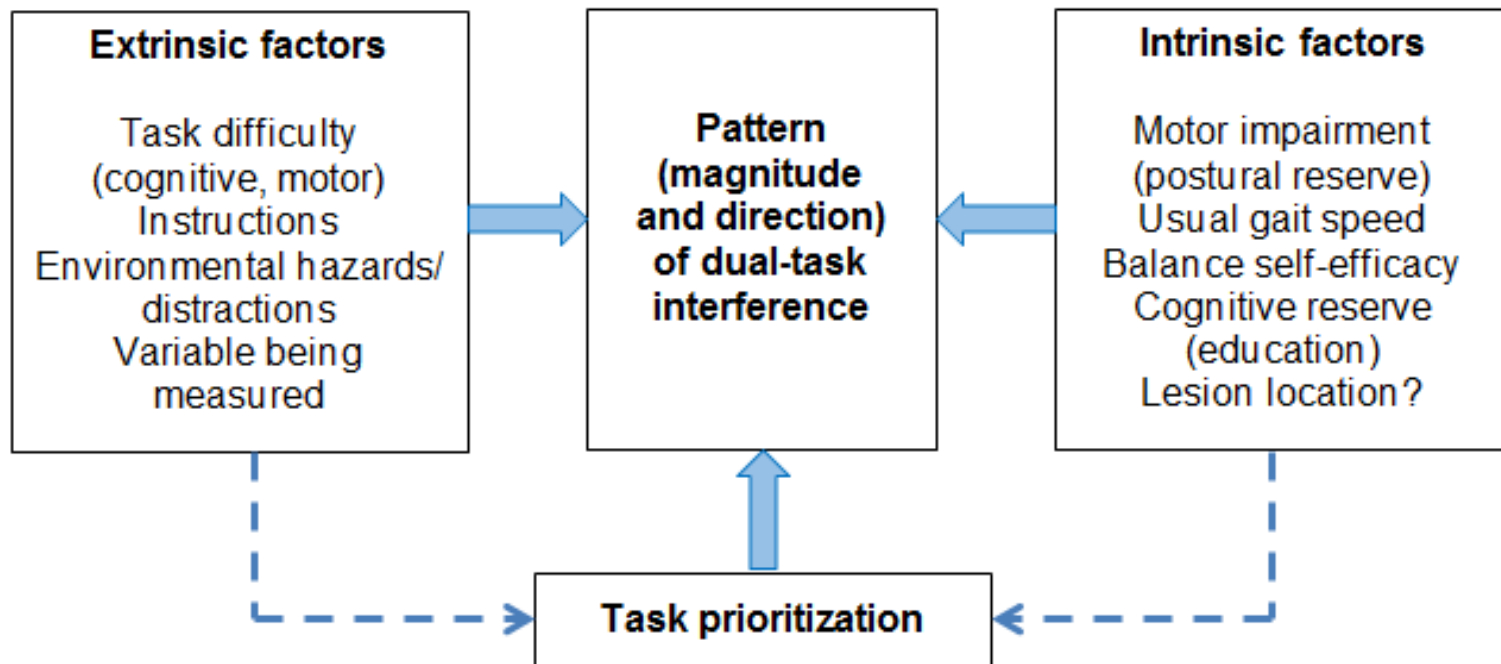 Extrinsic factors
Task difficulty
(cognitive, motor)
Instructions
Environmental hazards/
distractions
Variable being
measured
Pattern
(magnitude
and direction)
of dual-task
interference
Intrinsic factors
Motor impairment
(postural reserve)
Usual gait speed
Balance self-efficacy
Cognitive reserve
(education)
Lesion location?
Task prioritization